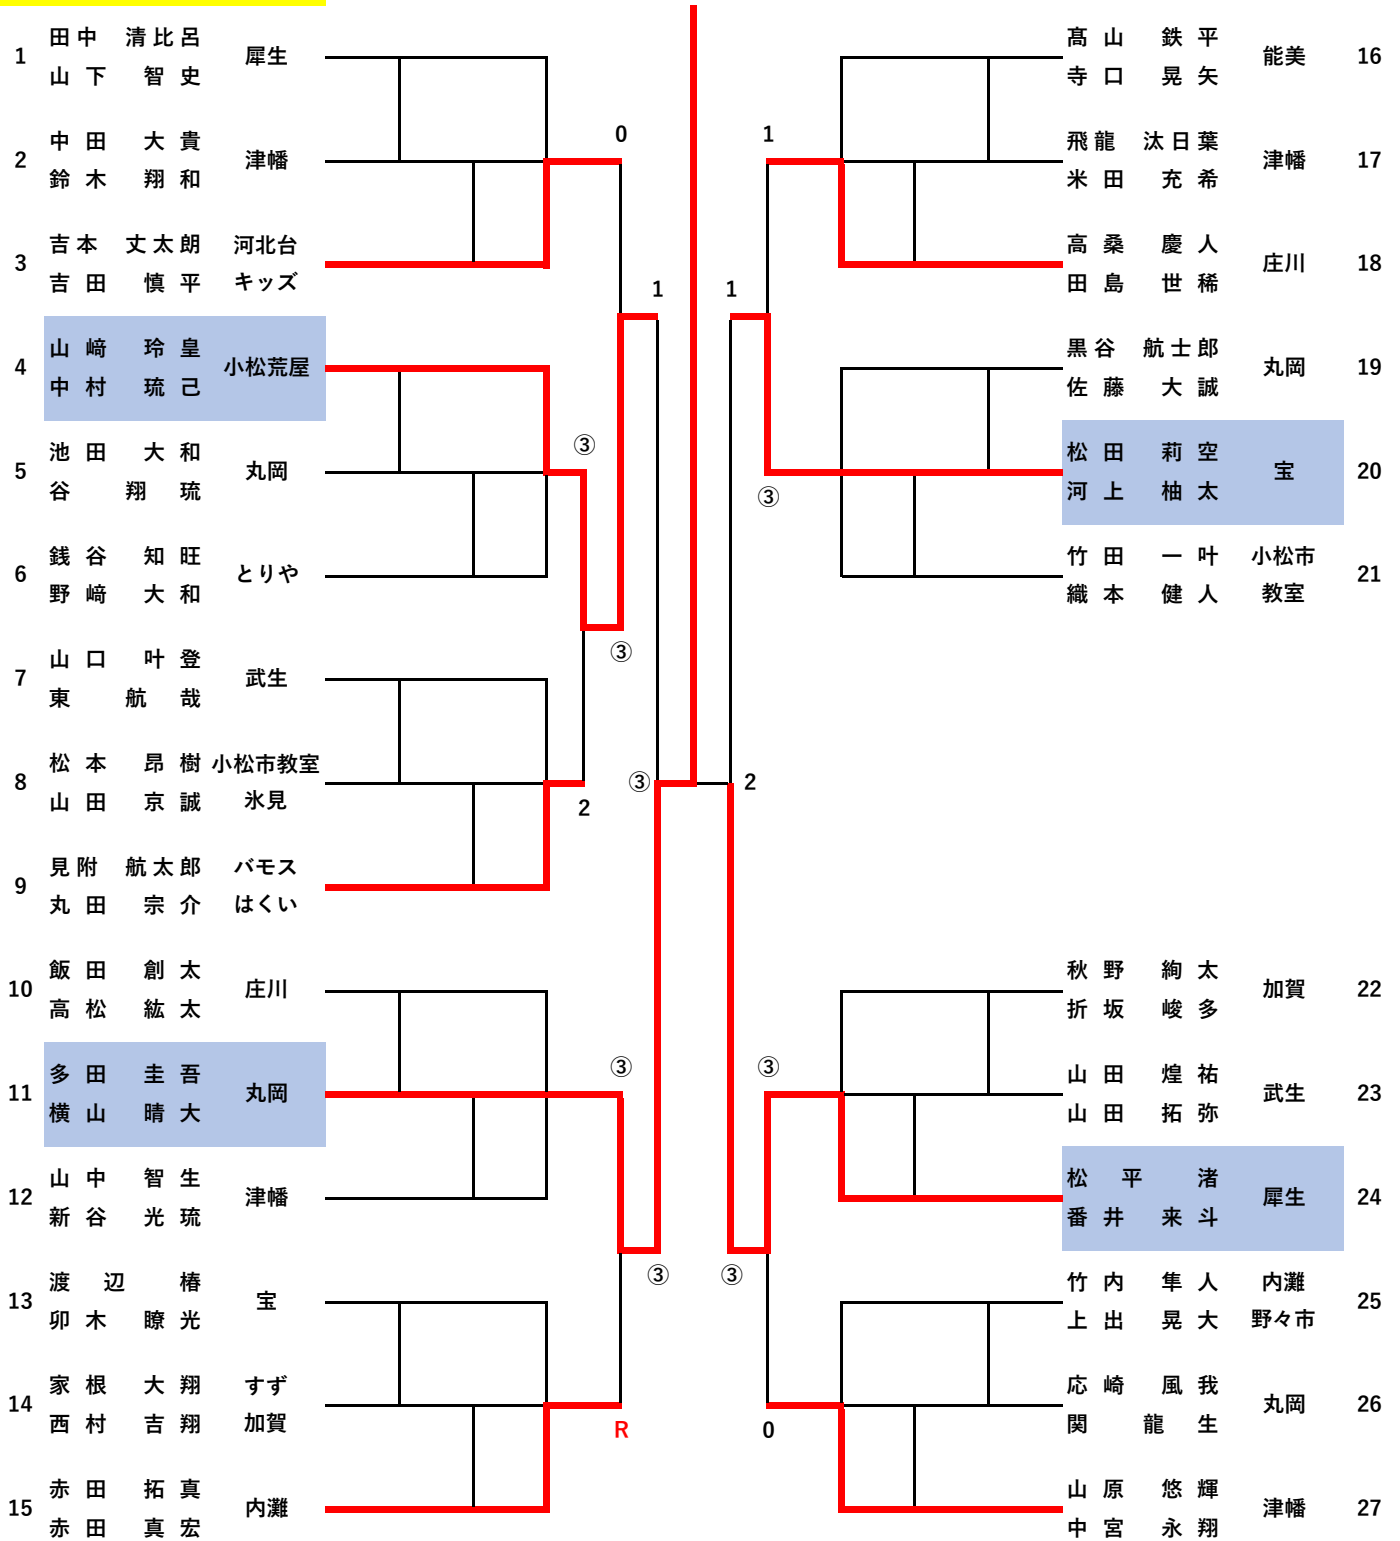 1 田中 清比呂 犀生
山下 智史
2 中田 大貴 津幡
鈴木 翔和
3 吉本 丈太朗 河北台
吉田 慎平 キッズ
4 山﨑 玲皇 小松荒屋
中村 琉己
5 池田 大和 丸岡
谷 翔琉
6 銭谷 知旺 とりや
野﨑 大和
7 山口 叶登 武生
東 航哉
8 松本 昂樹 小松市教室
山田 京誠 氷見
9 見附 航太郎 バモス
丸田 宗介 はくい
10 飯田 創太 庄川
高松 紘太
11 多田 圭吾 丸岡
横山 晴大
12 山中 智生 津幡
新谷 光琉
13 渡辺 椿 宝
卯木 瞭光
14 家根 大翔 すず
西村 吉翔 加賀
15 赤田 拓真 内灘
赤田 真宏
0
1
③
③
2
③
③
R
③
1
1
③
2
③
③
0
髙山 鉄平 能美 16
寺口 晃矢
飛龍 汰日葉 津幡 17
米田 充希
高桑 慶人 庄川 18
田島 世稀
黒谷 航士郎 丸岡 19
佐藤 大誠
松田 莉空 宝 20
河上 柚太
竹田 一叶 小松市 21
織本 健人 教室
秋野 絢太 加賀 22
折坂 峻多
山田 煌祐 武生 23
山田 拓弥
松平 渚 犀生 24
番井 来斗
竹内 隼人 内灘 25
上出 晃大 野々市
応崎 風我 丸岡 26
関 龍生
山原 悠輝 津幡 27
中宮 永翔